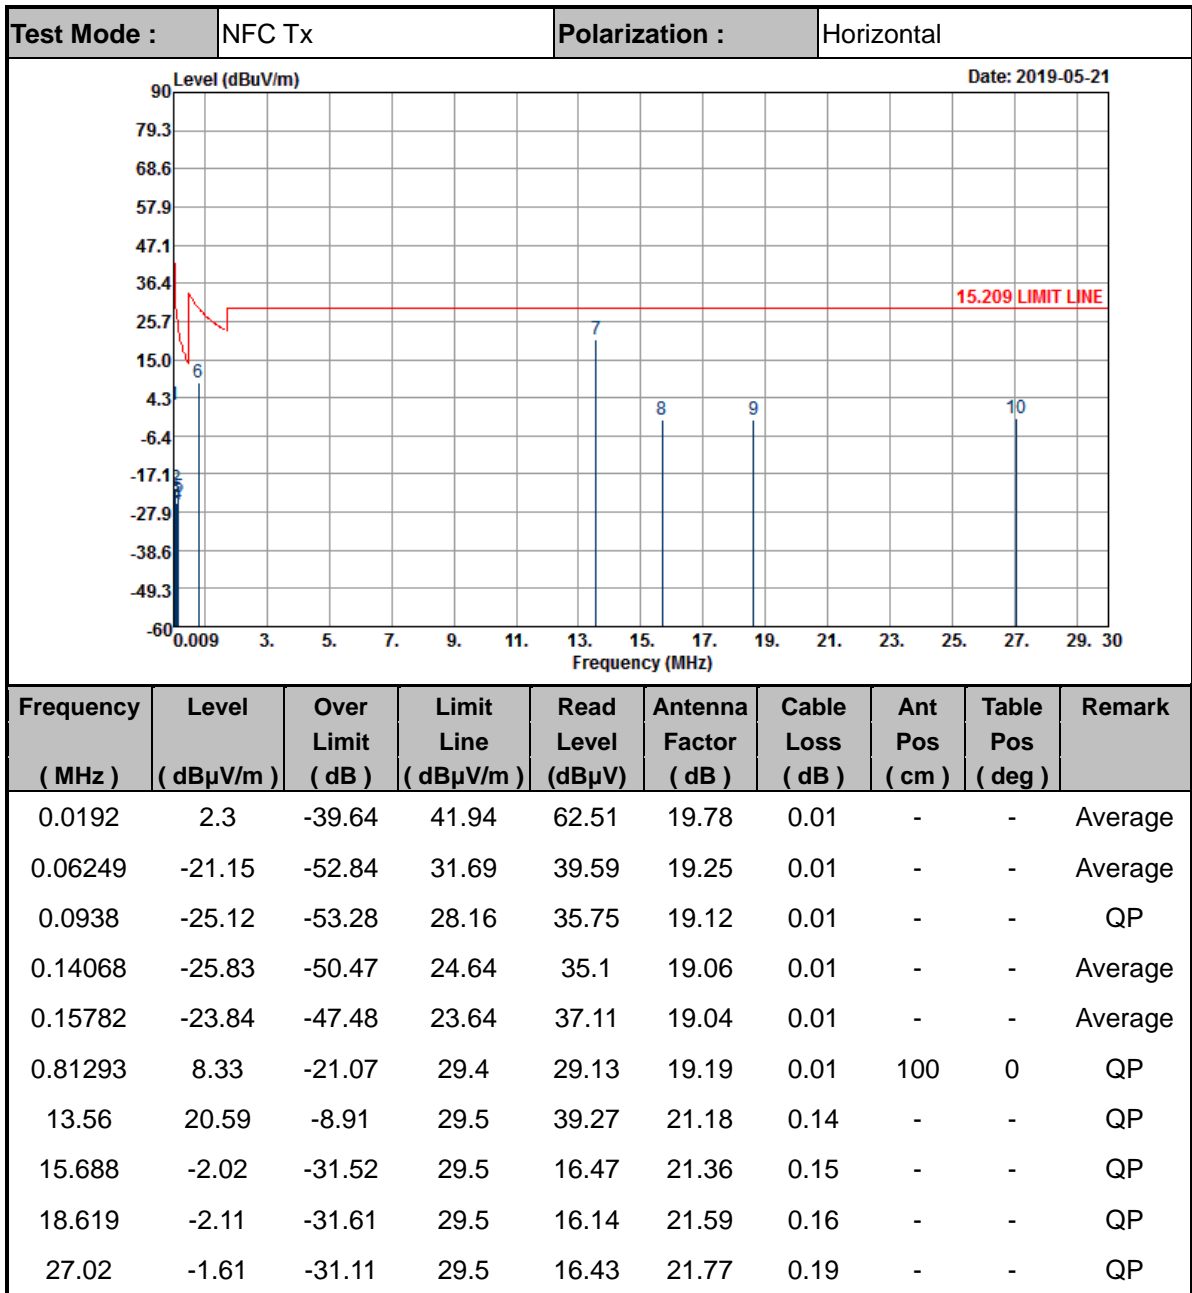 Test Mode : NFC Tx Polarization : Horizontal
Level (dBuV/m) Date: 2019-05-21
90
79.3
68.6
57.9
47.1
36.4
15.209 LIMIT LINE
25.7
7
15.0
6
4.3
8 9 10
-6.4
-17.1
-27.9
-38.6
-49.3
-60
0.009 3. 5. 7. 9. 11. 13. 15. 17. 19. 21. 23. 25. 27. 29. 30
Frequency (MHz)
Frequency Level Over Limit Read Antenna Cable Ant Table Remark
Limit Line Level Factor Loss Pos Pos
( MHz ) ( dBµV/m ) ( dB ) ( dBµV/m ) (dBµV) ( dB ) ( dB ) ( cm ) ( deg )
0.0192 2.3 -39.64 41.94 62.51 19.78 0.01 - - Average
0.06249 -21.15 -52.84 31.69 39.59 19.25 0.01 - - Average
0.0938 -25.12 -53.28 28.16 35.75 19.12 0.01 - - QP
0.14068 -25.83 -50.47 24.64 35.1 19.06 0.01 - - Average
0.15782 -23.84 -47.48 23.64 37.11 19.04 0.01 - - Average
0.81293 8.33 -21.07 29.4 29.13 19.19 0.01 100 0 QP
13.56 20.59 -8.91 29.5 39.27 21.18 0.14 - - QP
15.688 -2.02 -31.52 29.5 16.47 21.36 0.15 - - QP
18.619 -2.11 -31.61 29.5 16.14 21.59 0.16 - - QP
27.02 -1.61 -31.11 29.5 16.43 21.77 0.19 - - QP